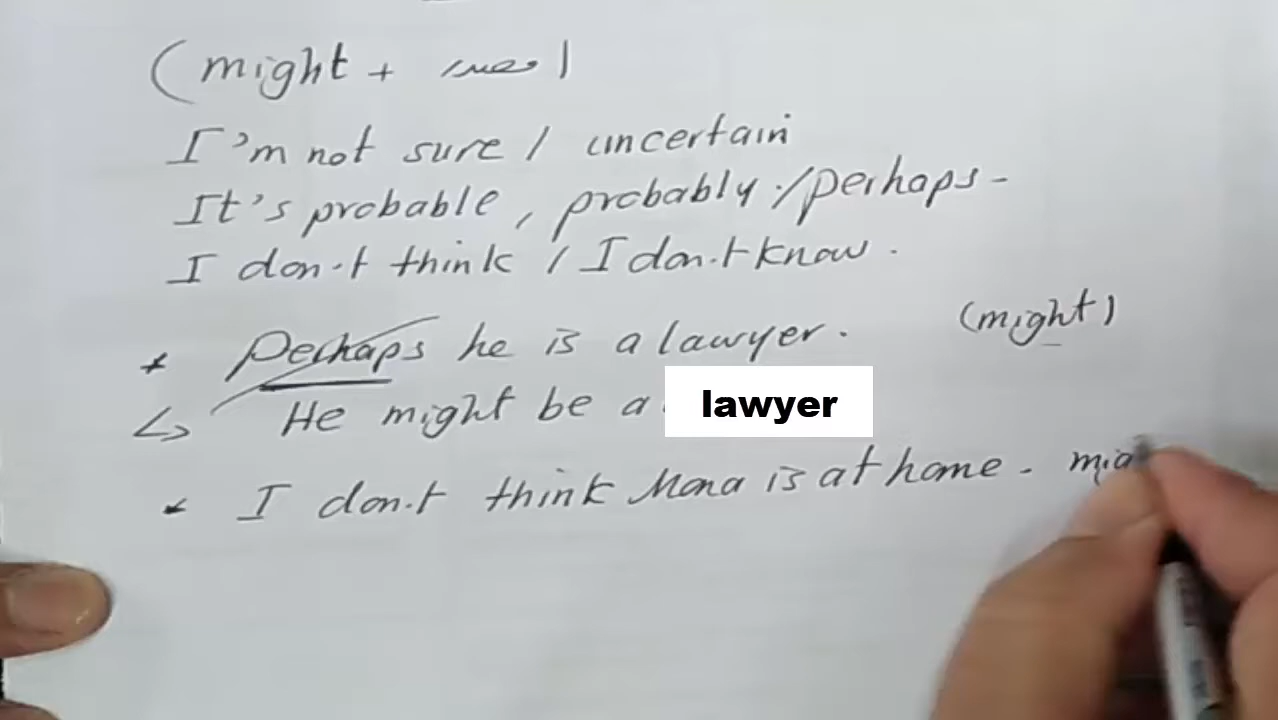 (might + مصدر)
I'm not sure / uncertain
It's probable, probably./perhaps-
I don't think / I don't know.
* Perhaps he is a lawyer. (might)
↳ He might be a lawyer
* I don't think Mona is at home. mig